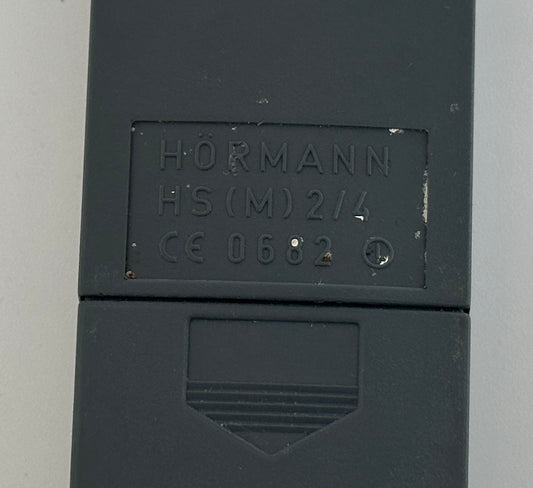 HÖRMANN
HS(M)2/4
CE 0682 !